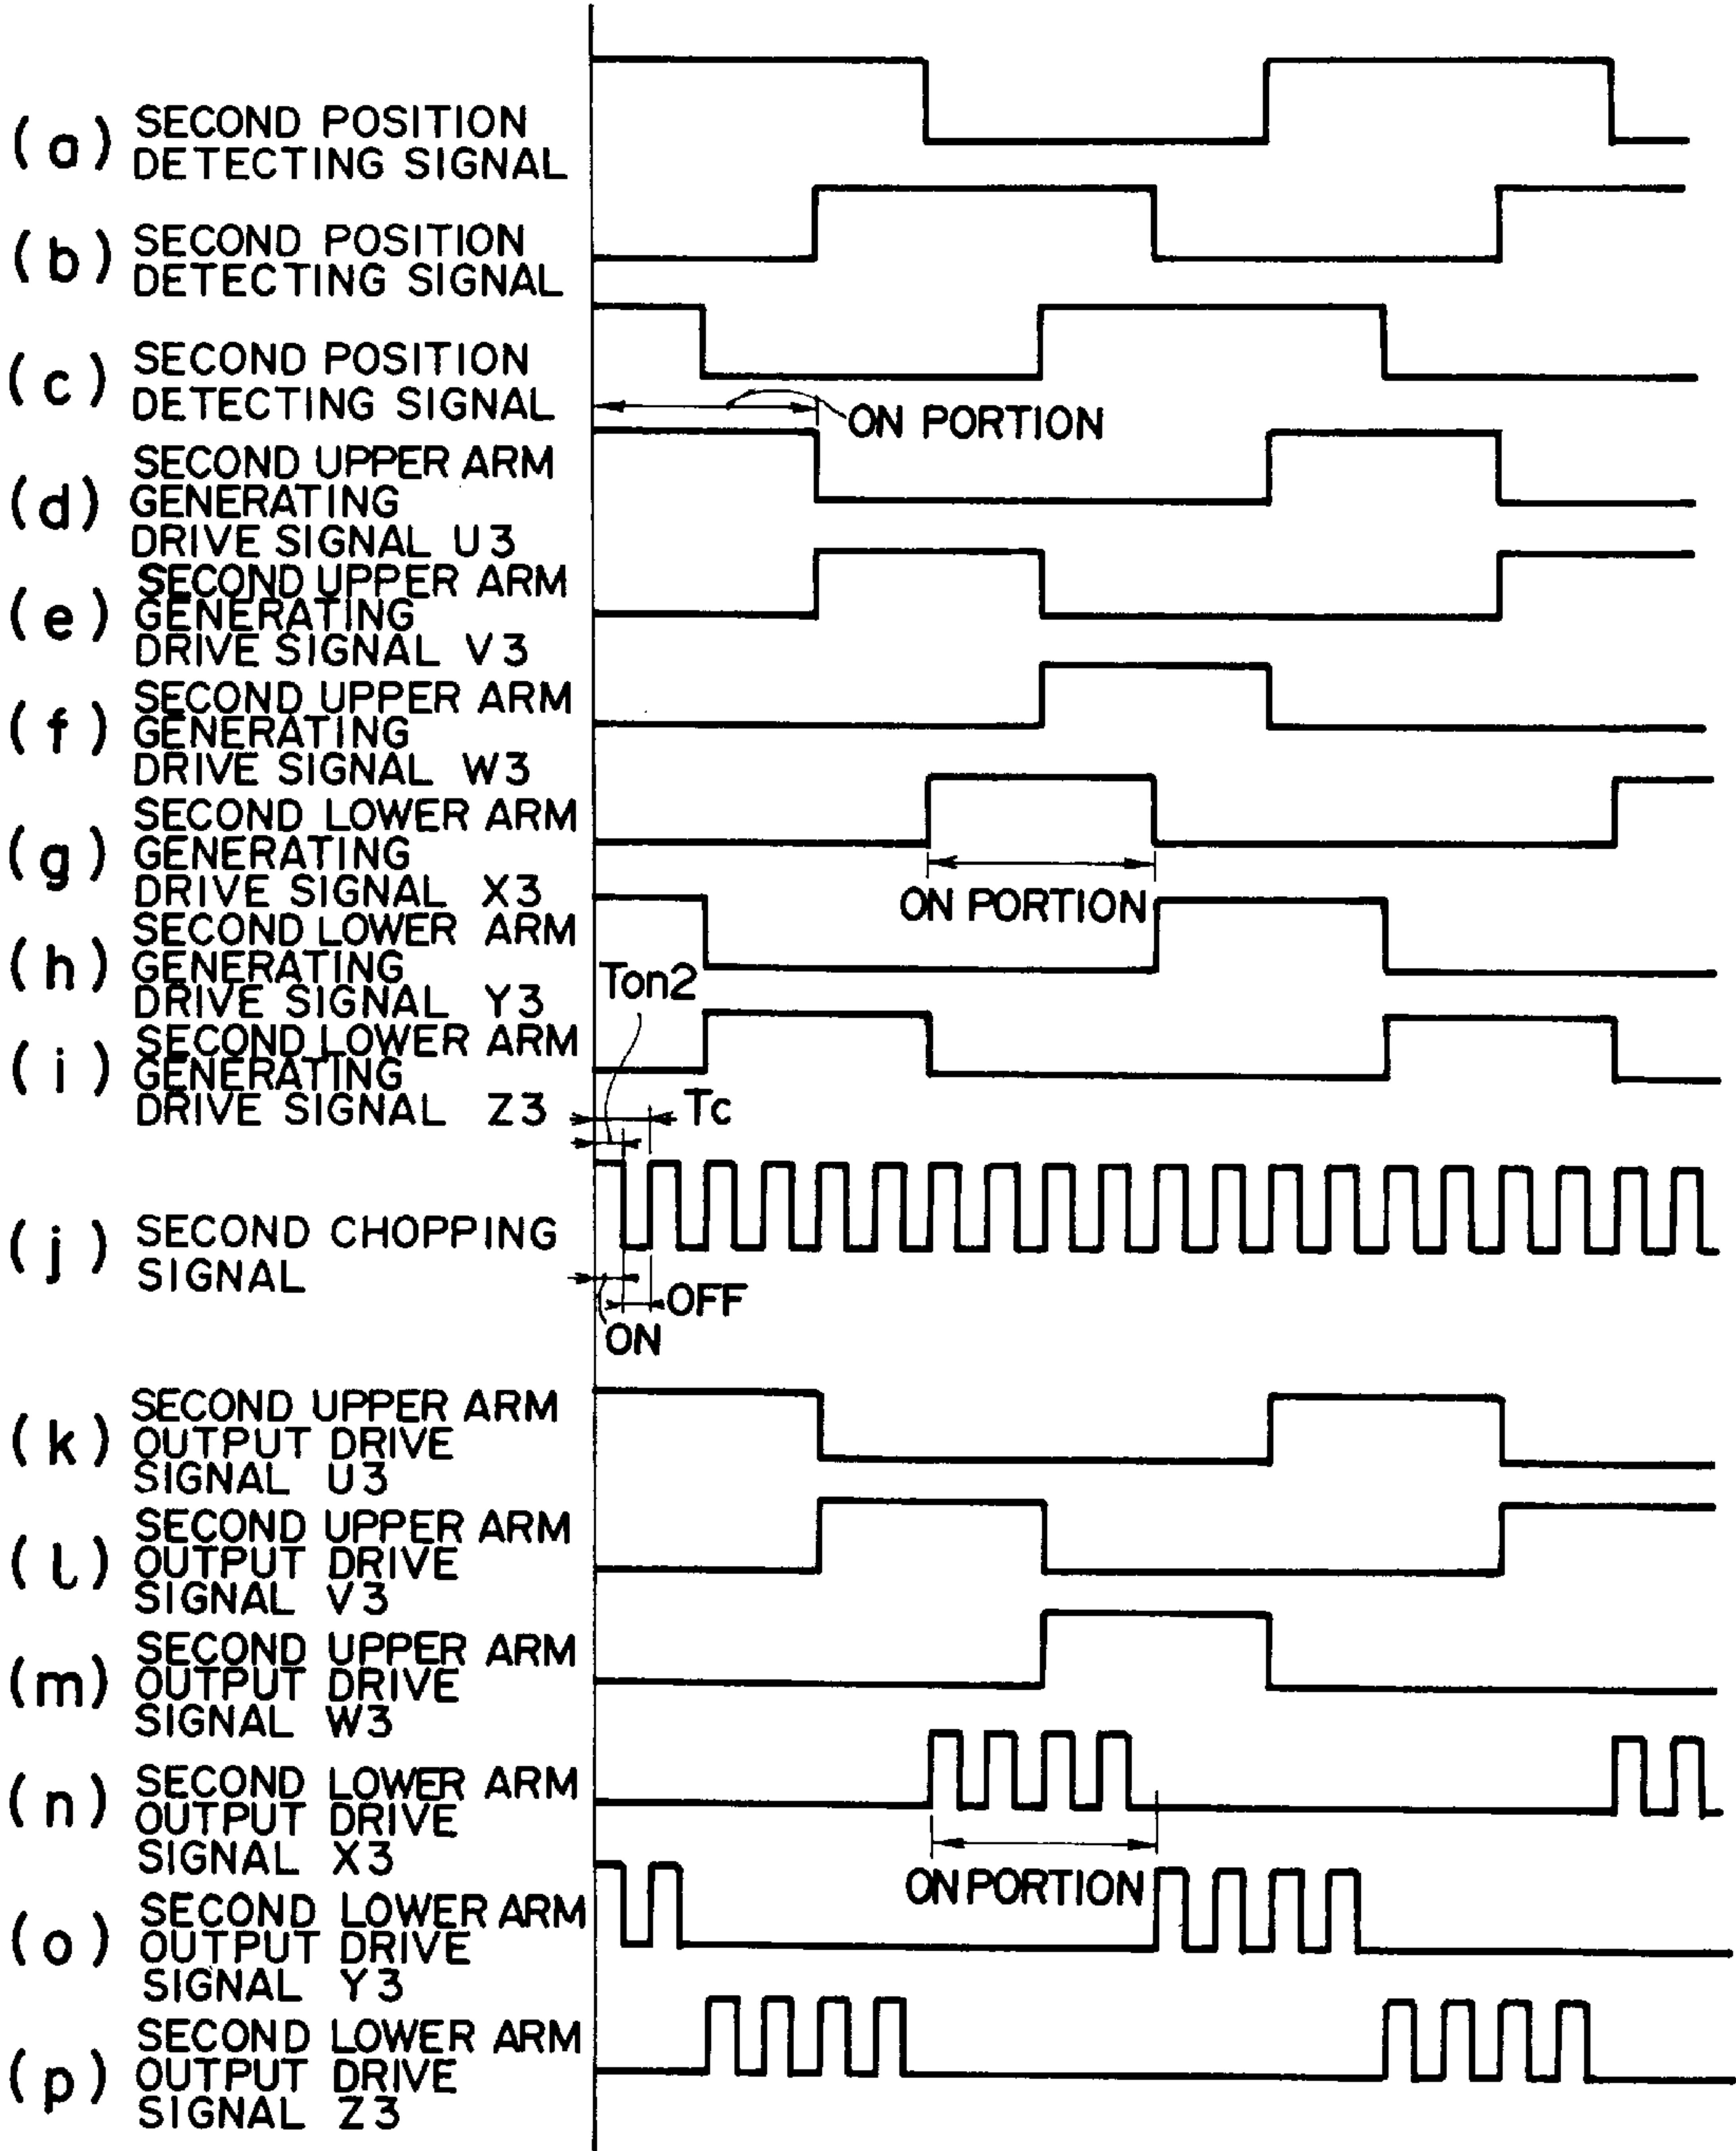 (a) SECOND POSITION
DETECTING SIGNAL
(b) SECOND POSITION
DETECTING SIGNAL
(c) SECOND POSITION
DETECTING SIGNAL
ON PORTION
(d) SECOND UPPER ARM
GENERATING
DRIVE SIGNAL U3
(e) SECOND UPPER ARM
GENERATING
DRIVE SIGNAL V3
(f) SECOND UPPER ARM
GENERATING
DRIVE SIGNAL W3
(g) SECOND LOWER ARM
GENERATING
DRIVE SIGNAL X3
ON PORTION
(h) SECOND LOWER ARM
GENERATING
DRIVE SIGNAL Y3
Ton2
(i) SECOND LOWER ARM
GENERATING
DRIVE SIGNAL Z3
Tc
(j) SECOND CHOPPING
SIGNAL
OFF
ON
(k) SECOND UPPER ARM
OUTPUT DRIVE
SIGNAL U3
(l) SECOND UPPER ARM
OUTPUT DRIVE
SIGNAL V3
(m) SECOND UPPER ARM
OUTPUT DRIVE
SIGNAL W3
(n) SECOND LOWER ARM
OUTPUT DRIVE
SIGNAL X3
ON PORTION
(o) SECOND LOWER ARM
OUTPUT DRIVE
SIGNAL Y3
(p) SECOND LOWER ARM
OUTPUT DRIVE
SIGNAL Z3